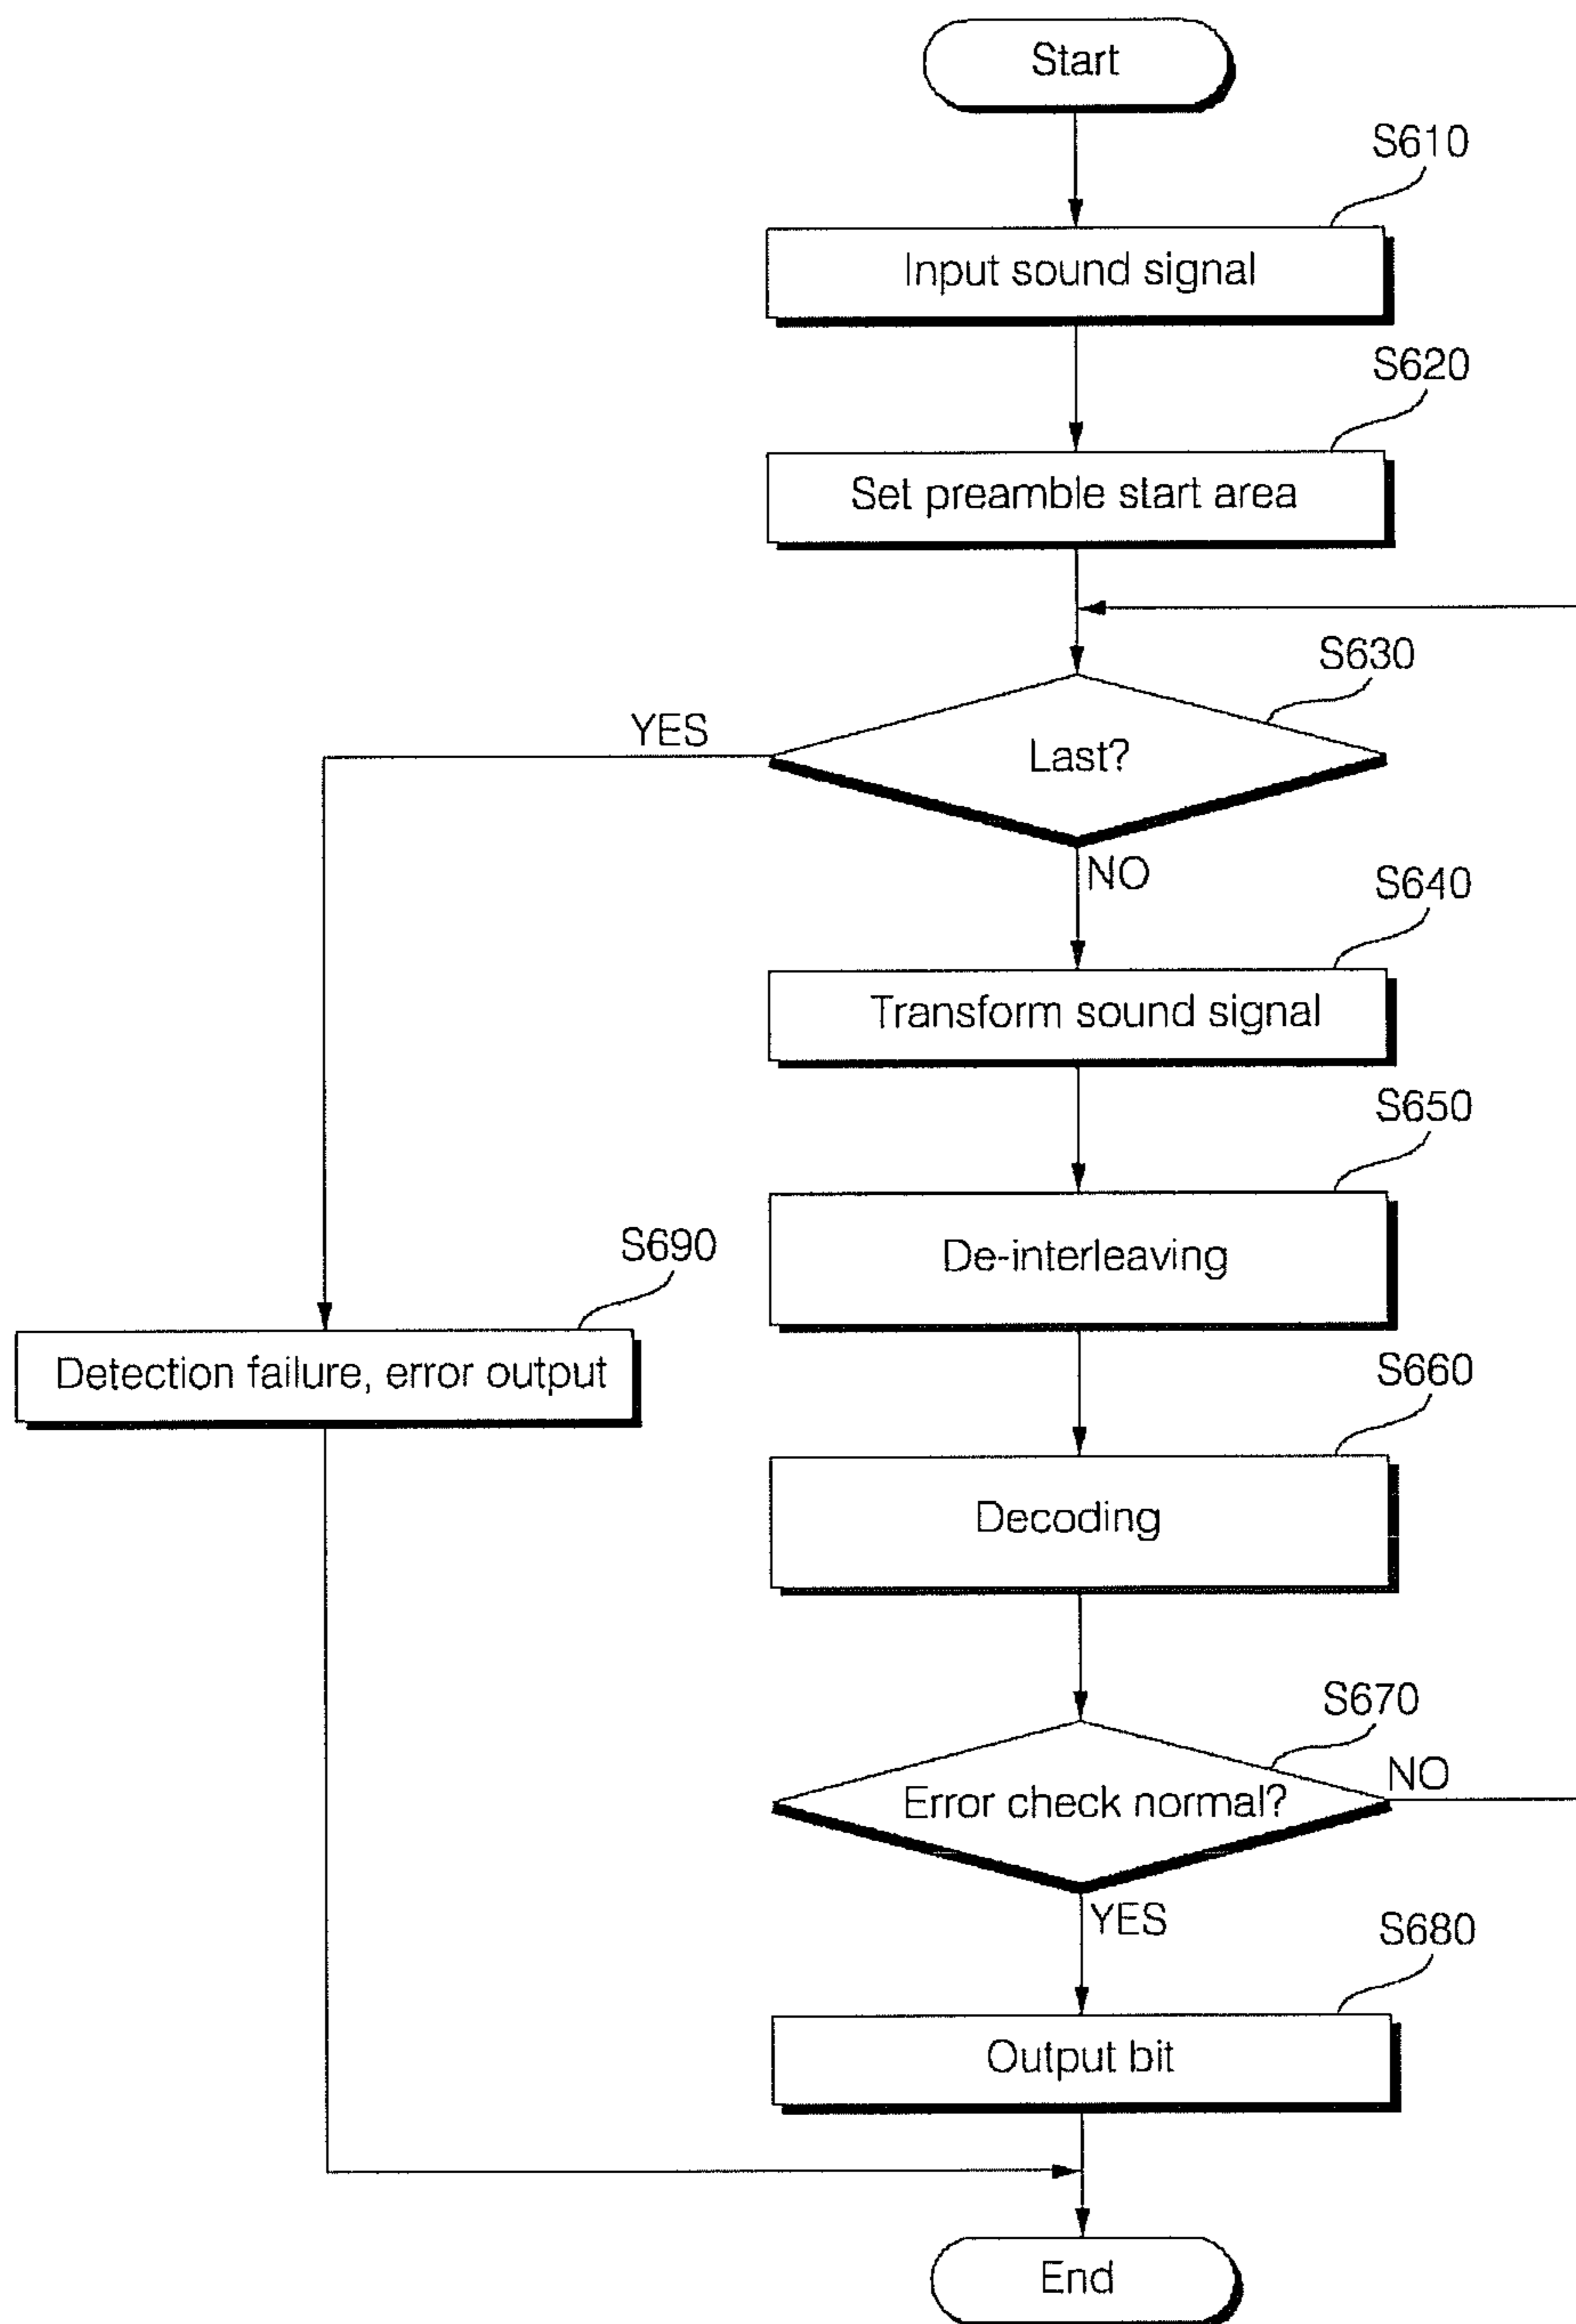 Start
S610
Input sound signal
S620
Set preamble start area
S630
YES
Last?
NO
S640
Transform sound signal
S650
De-interleaving
S690
Detection failure, error output
S660
Decoding
S670
NO
Error check normal?
YES
S680
Output bit
End